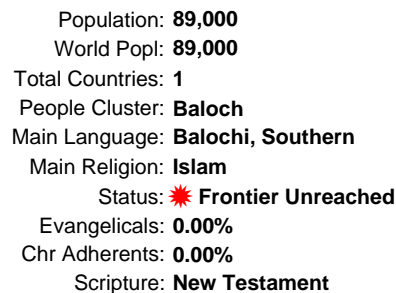 Population: 89,000
World Popl: 89,000
Total Countries: 1
People Cluster: Baloch
Main Language: Balochi, Southern
Main Religion: Islam
Status: Frontier Unreached
Evangelicals: 0.00%
Chr Adherents: 0.00%
Scripture: New Testament